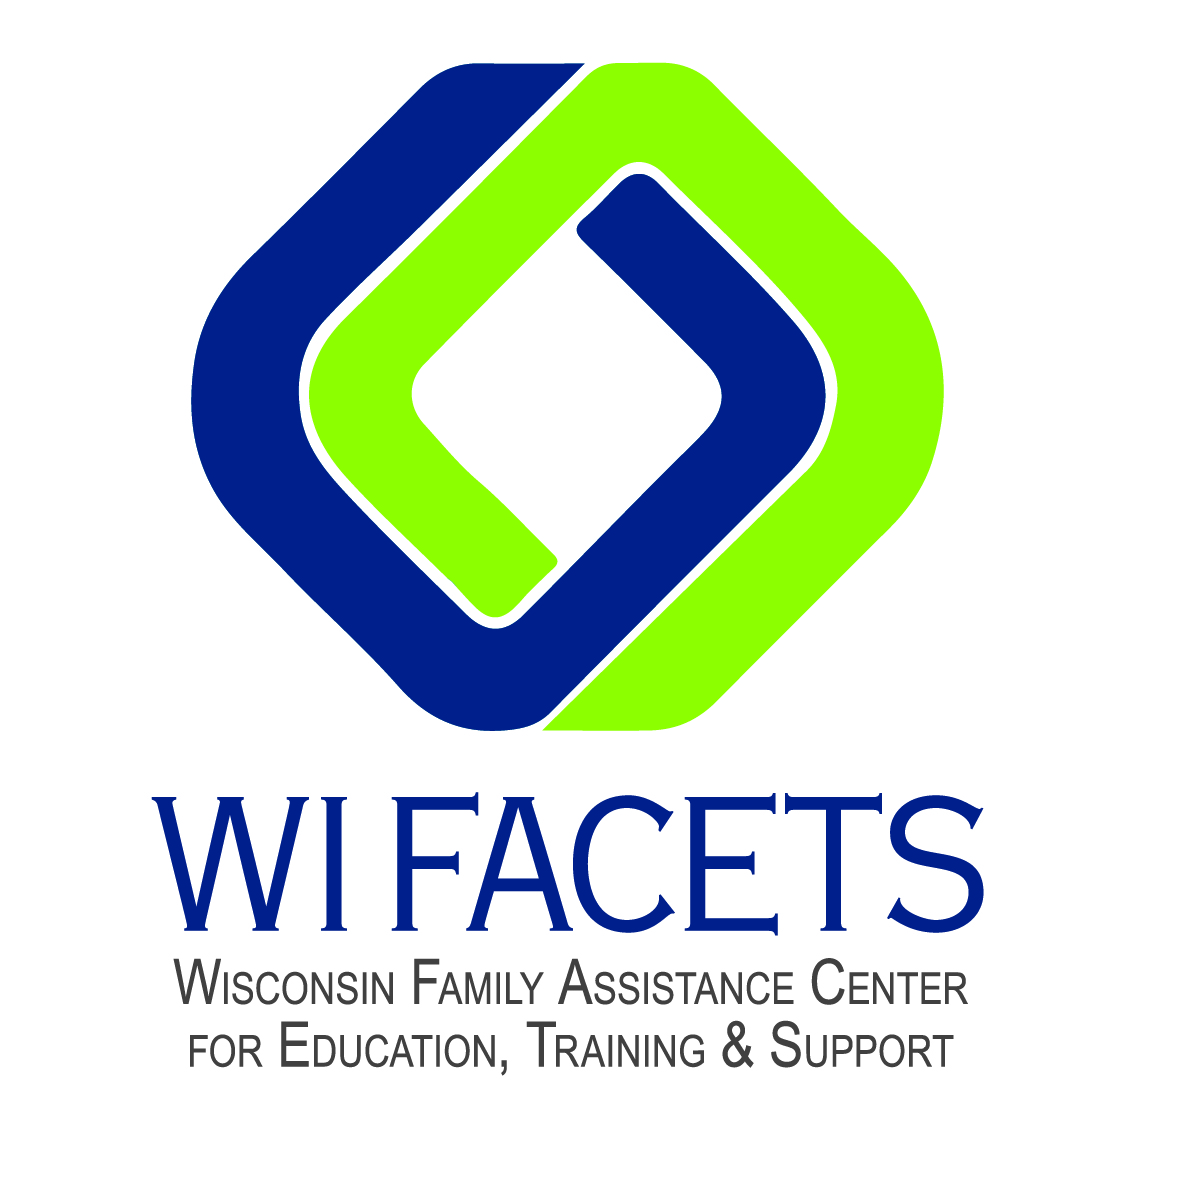 WI FACETS
Wisconsin Family Assistance Center
for Education, Training & Support